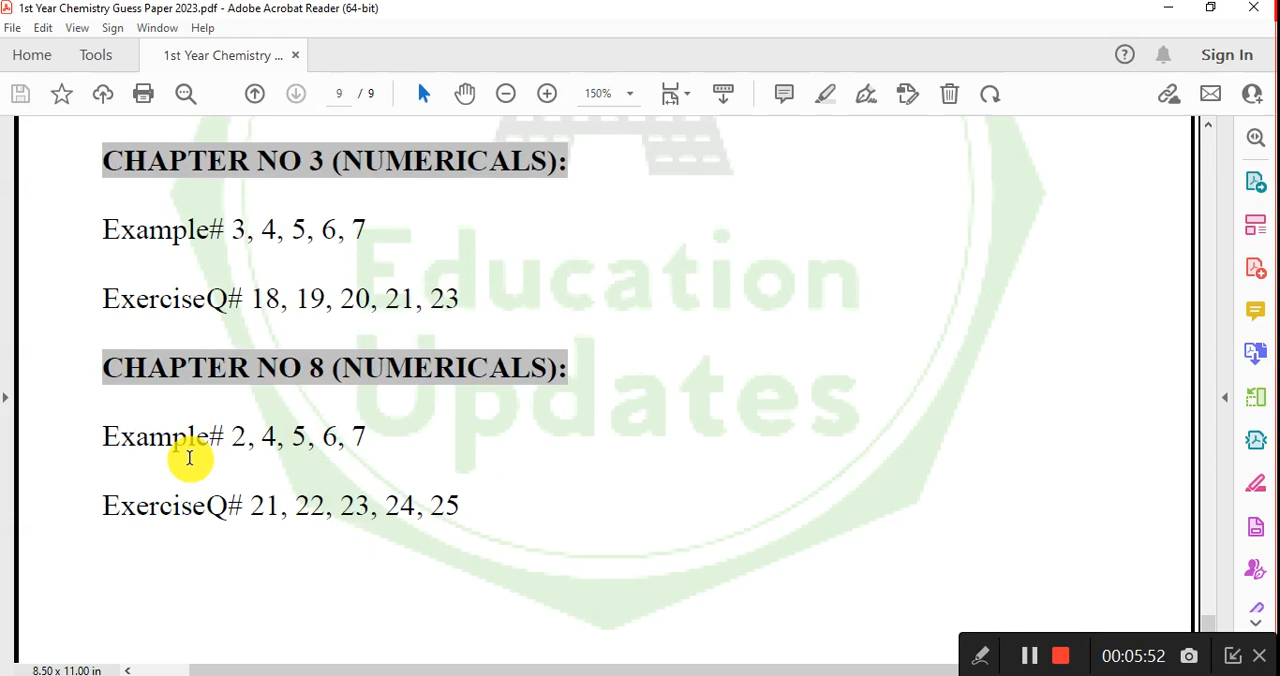 1st Year Chemistry Guess Paper 2023.pdf - Adobe Acrobat Reader (64-bit)
File Edit View Sign Window Help
Home Tools 1st Year Chemistry ... × Sign In
9 / 9 150%
CHAPTER NO 3 (NUMERICALS):
Example# 3, 4, 5, 6, 7
ExerciseQ# 18, 19, 20, 21, 23
CHAPTER NO 8 (NUMERICALS):
Example# 2, 4, 5, 6, 7
ExerciseQ# 21, 22, 23, 24, 25
Education
Updates
8.50 x 11.00 in
00:05:52